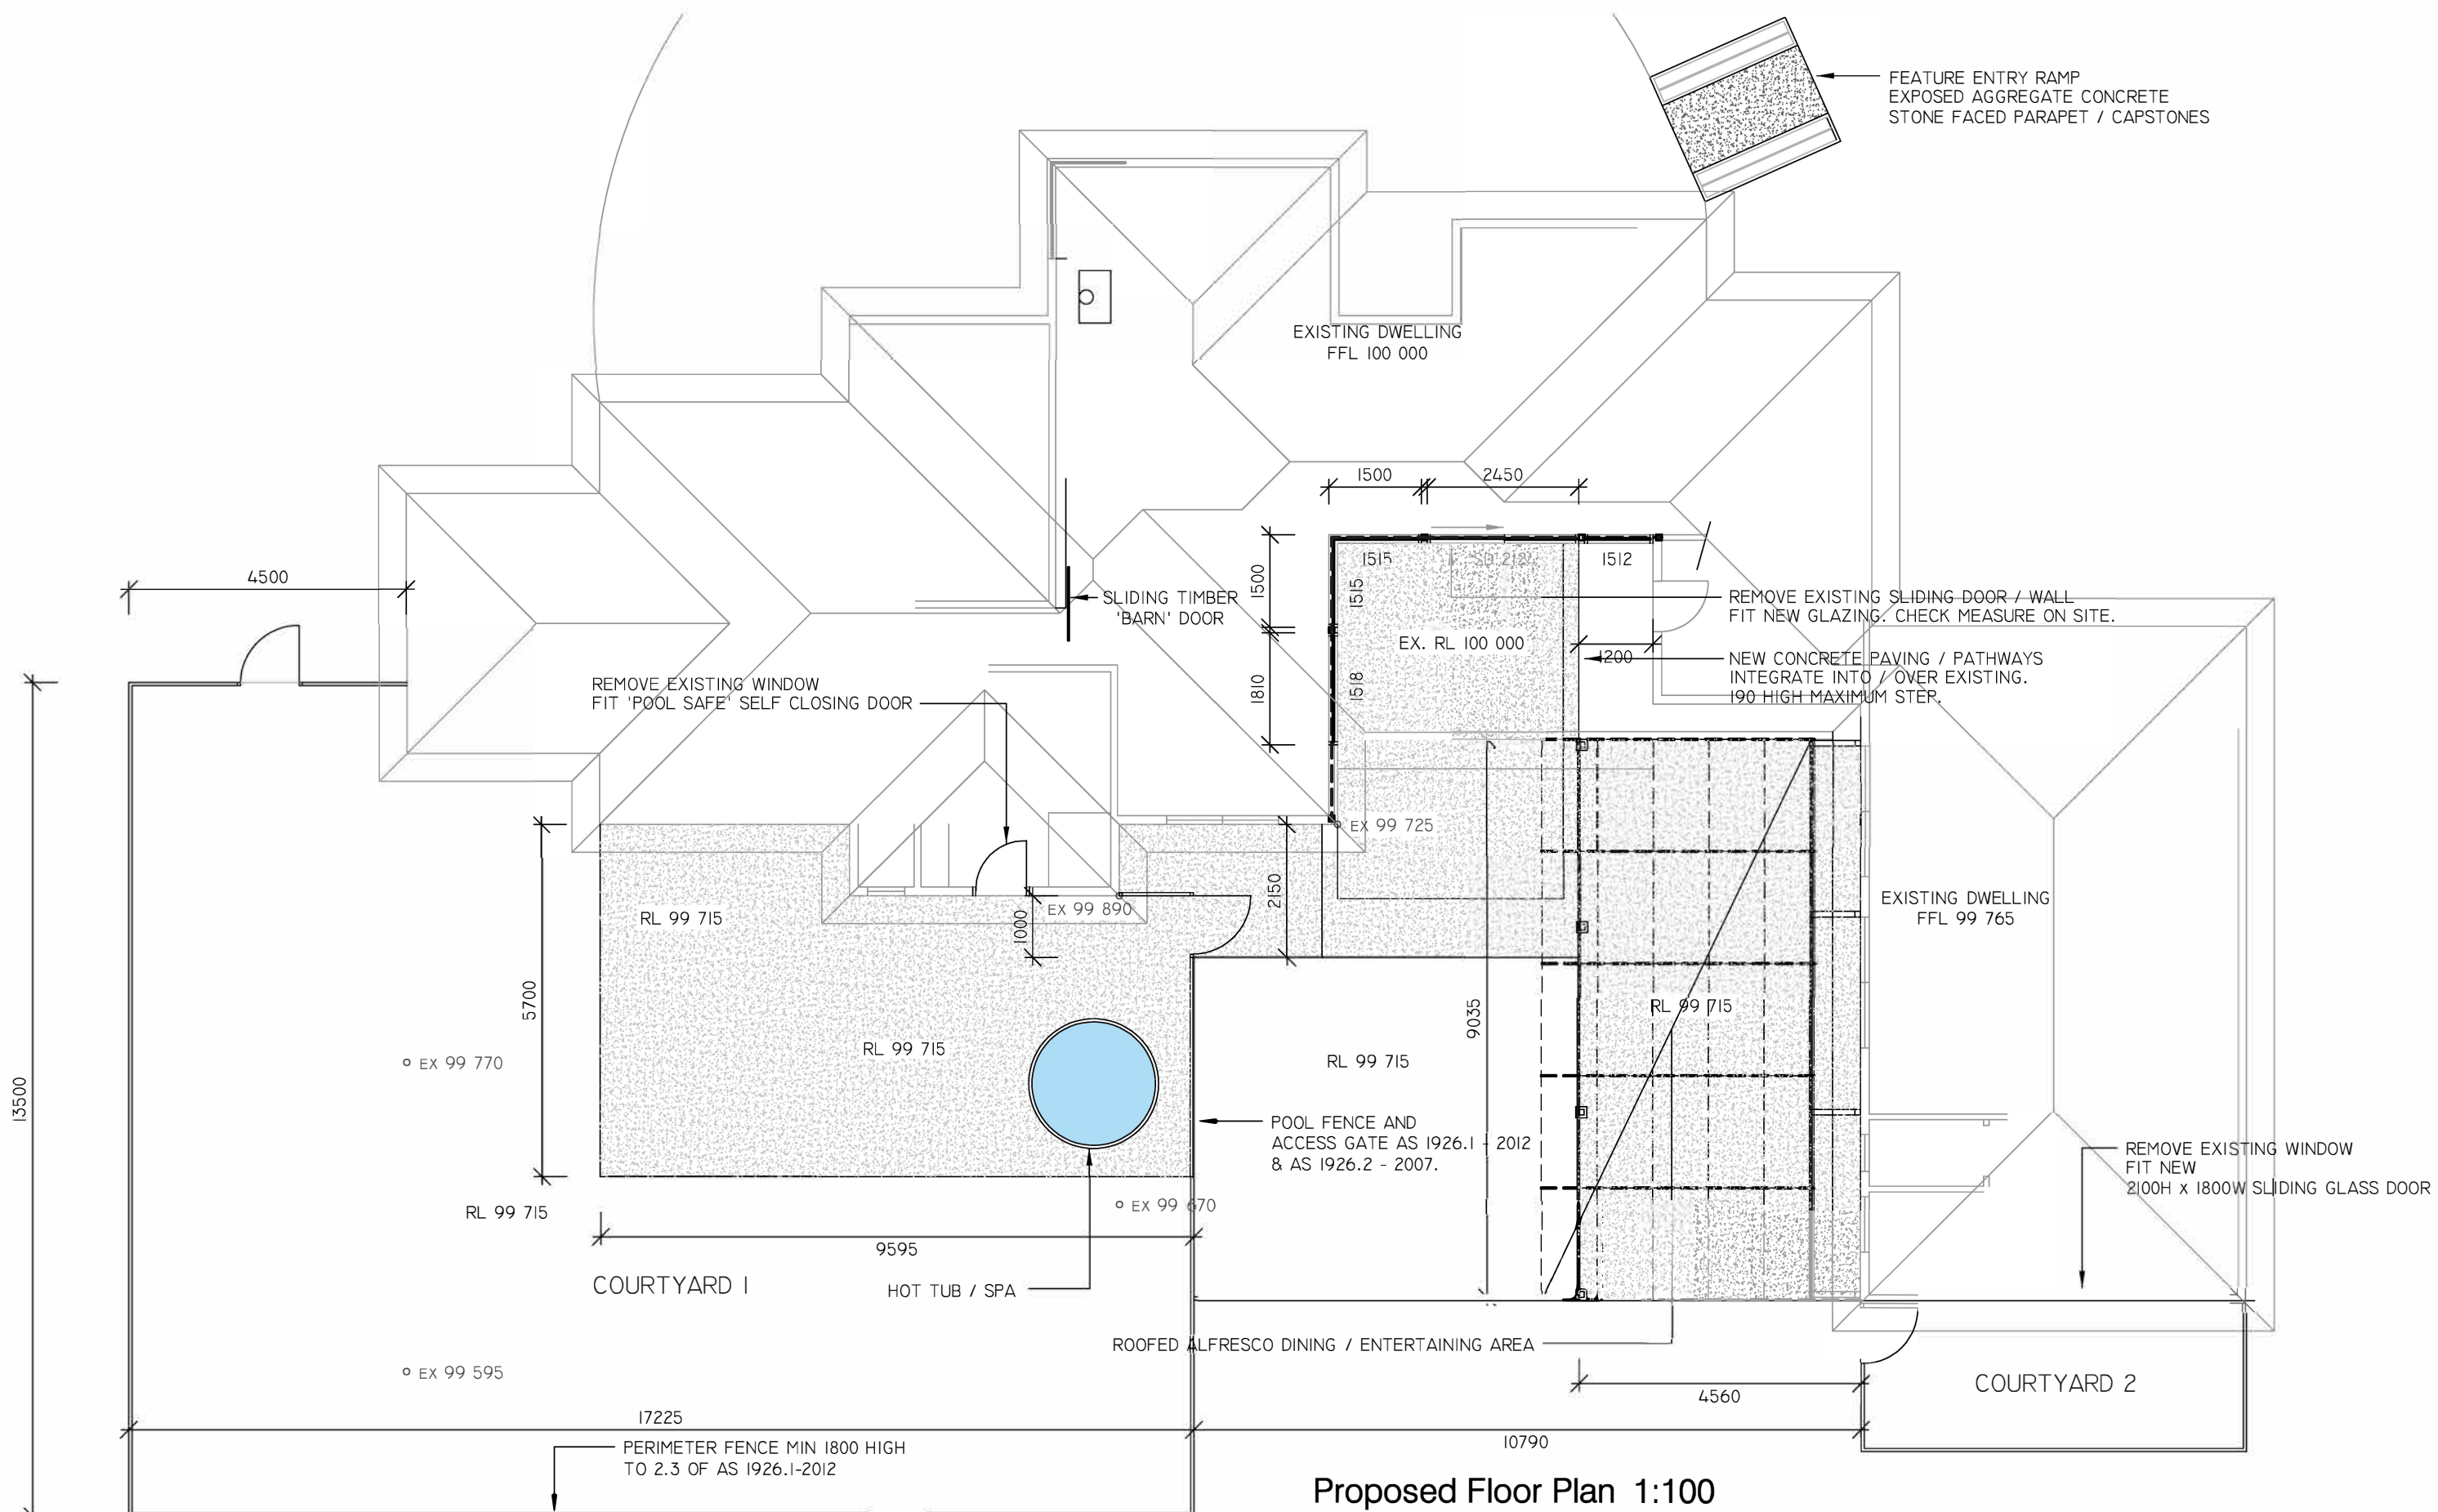 FEATURE ENTRY RAMP
EXPOSED AGGREGATE CONCRETE
STONE FACED PARAPET / CAPSTONES
EXISTING DWELLING
FFL 100 000
1500
2450
4500
1515
1512
1500
1515
SLIDING TIMBER
'BARN' DOOR
REMOVE EXISTING SLIDING DOOR / WALL
FIT NEW GLAZING. CHECK MEASURE ON SITE.
EX. RL 100 000
1200
NEW CONCRETE PAVING / PATHWAYS
INTEGRATE INTO / OVER EXISTING.
190 HIGH MAXIMUM STEP.
1810
1518
REMOVE EXISTING WINDOW
FIT 'POOL SAFE' SELF CLOSING DOOR
EX 99 725
2150
EX 99 890
1000
RL 99 715
EXISTING DWELLING
FFL 99 765
5700
9035
RL 99 715
RL 99 715
RL 99 715
EX 99 770
13500
POOL FENCE AND
ACCESS GATE AS 1926.1 - 2012
& AS 1926.2 - 2007.
REMOVE EXISTING WINDOW
FIT NEW
2100H x 1800W SLIDING GLASS DOOR
RL 99 715
EX 99 670
9595
COURTYARD 1
HOT TUB / SPA
ROOFED ALFRESCO DINING / ENTERTAINING AREA
EX 99 595
4560
COURTYARD 2
17225
10790
PERIMETER FENCE MIN 1800 HIGH
TO 2.3 OF AS 1926.1-2012
Proposed Floor Plan 1:100